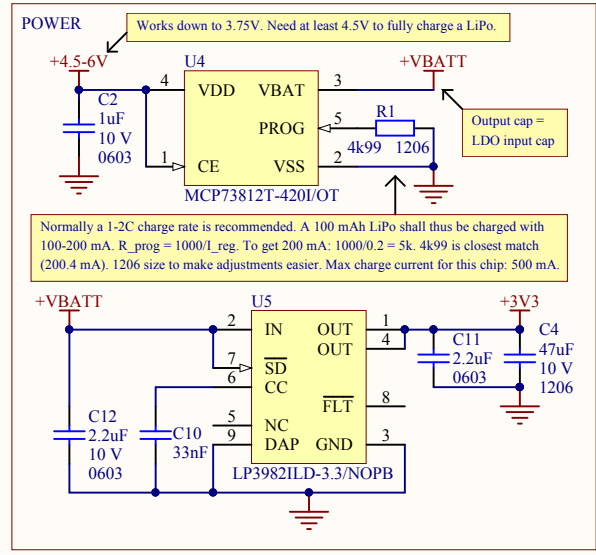 POWER
Works down to 3.75V. Need at least 4.5V to fully charge a LiPo.
+4.5-6V
U4
+VBATT
4
VDD
VBAT
3
C2
1uF
10 V
0603
PROG
5
R1
4k99
1206
Output cap =
LDO input cap
1
CE
VSS
2
MCP73812T-420I/OT
Normally a 1-2C charge rate is recommended. A 100 mAh LiPo shall thus be charged with
100-200 mA. R_prog = 1000/I_reg. To get 200 mA: 1000/0.2 = 5k. 4k99 is closest match
(200.4 mA). 1206 size to make adjustments easier. Max charge current for this chip: 500 mA.
+VBATT
U5
+3V3
2
IN
OUT
1
OUT
4
7
SD
6
CC
C11
2.2uF
0603
C4
47uF
10 V
1206
FLT
8
C12
2.2uF
10 V
0603
C10
33nF
5
NC
9
DAP
GND
3
LP3982ILD-3.3/NOPB